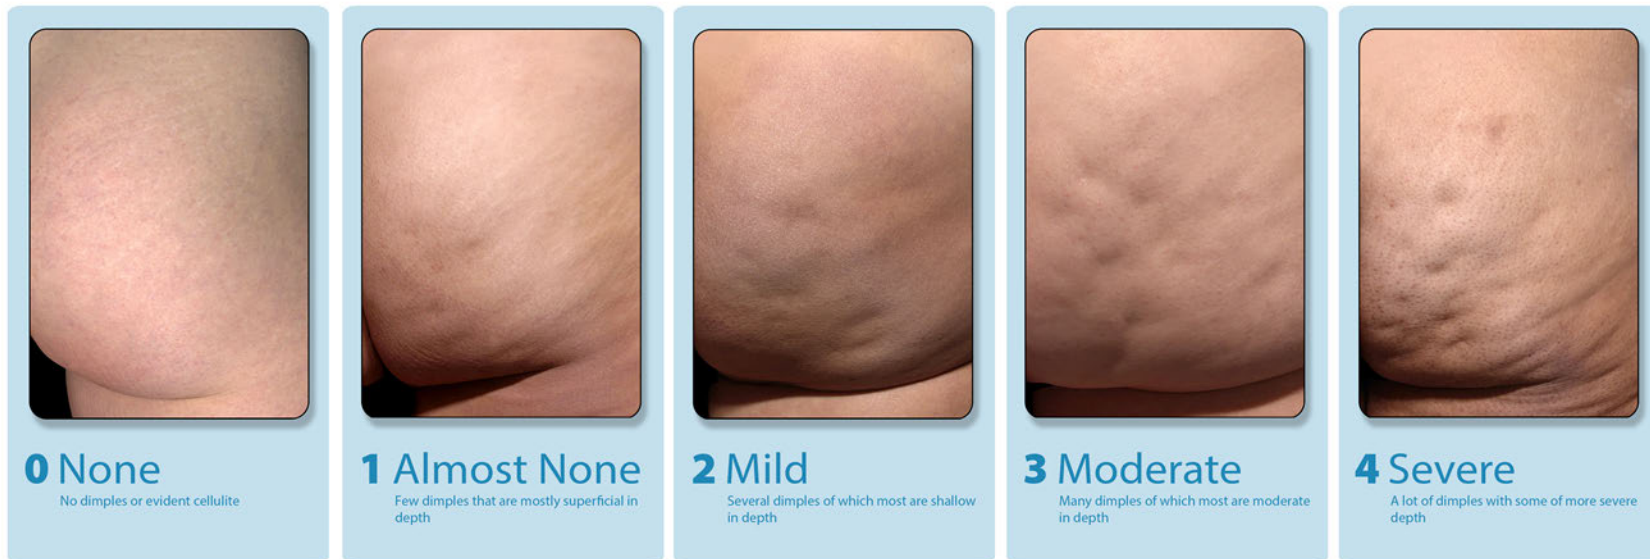 0 None
No dimples or evident cellulite
1 Almost None
Few dimples that are mostly superficial in
depth
2 Mild
Several dimples of which most are shallow
in depth
3 Moderate
Many dimples of which most are moderate
in depth
4 Severe
A lot of dimples with some of more severe
depth